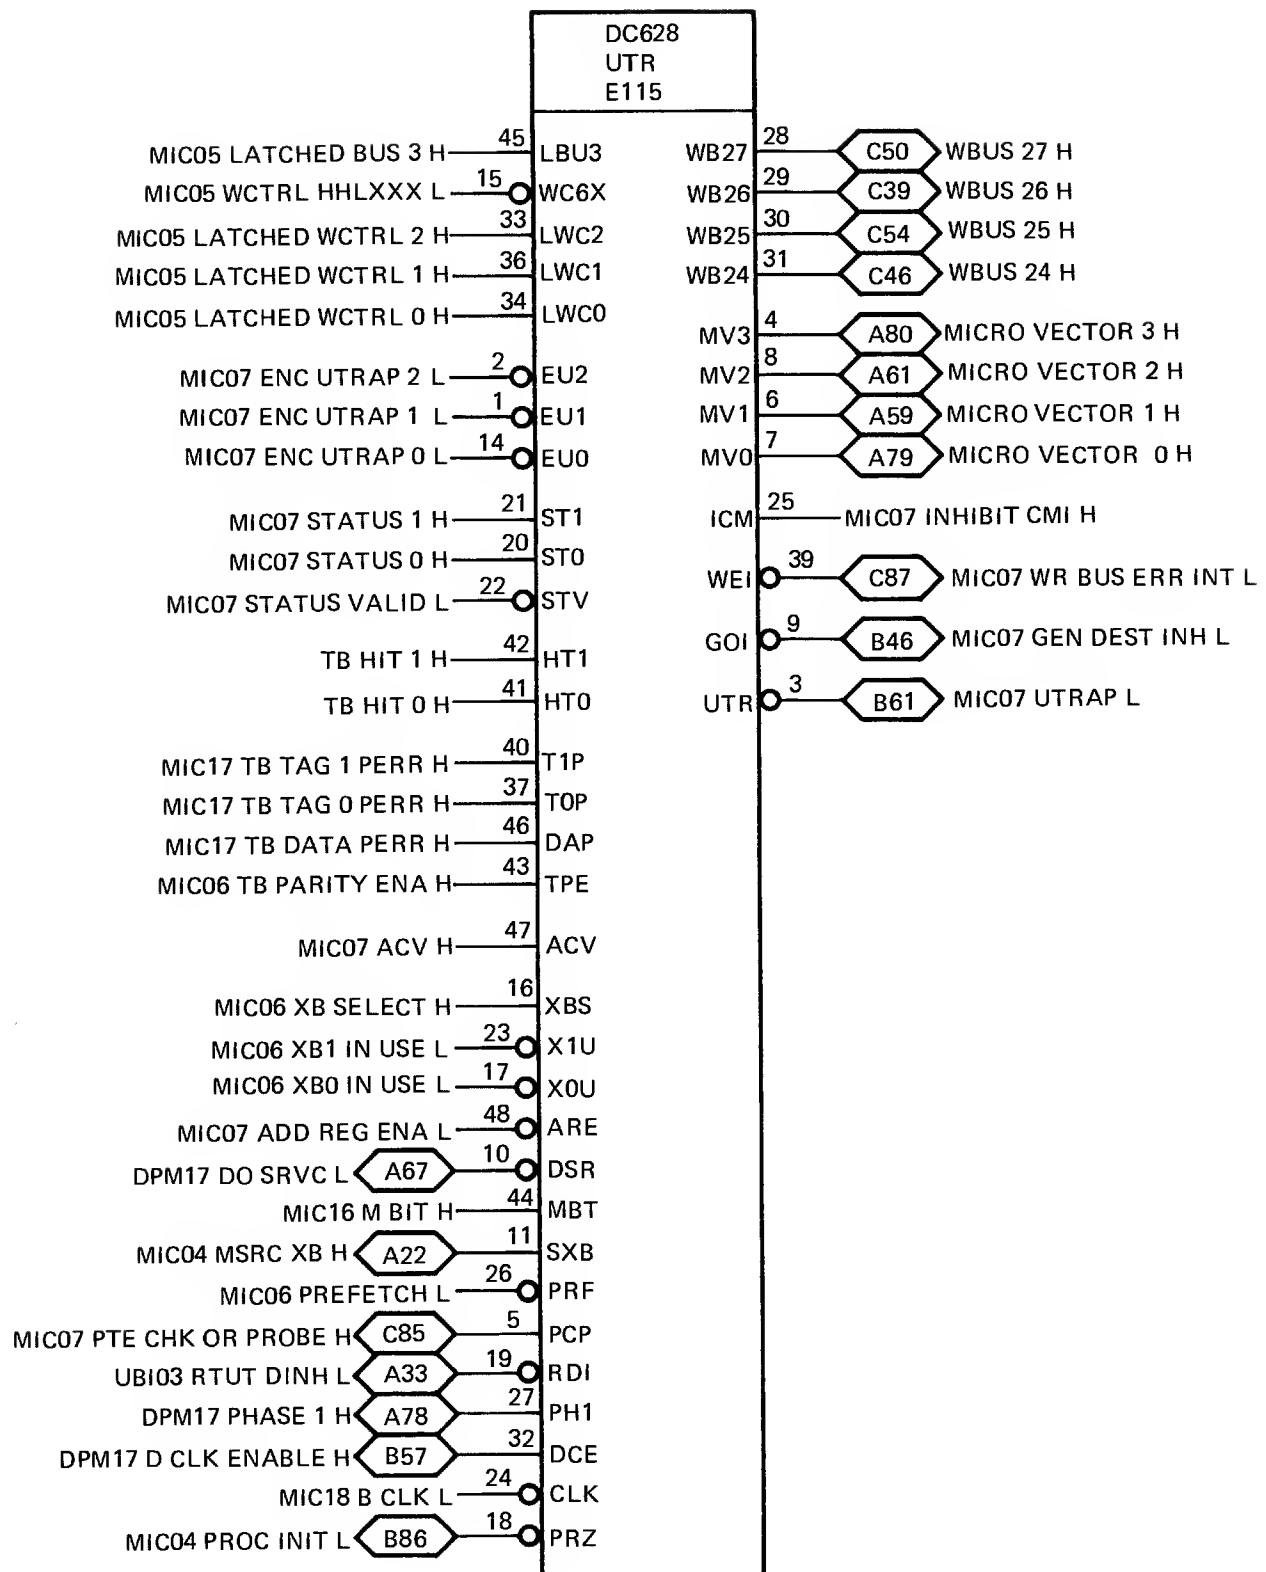 DC628
UTR
E115
MIC05 LATCHED BUS 3 H 45 LBU3
MIC05 WCTRL HHLXXX L 15 WC6X
MIC05 LATCHED WCTRL 2 H 33 LWC2
MIC05 LATCHED WCTRL 1 H 36 LWC1
MIC05 LATCHED WCTRL 0 H 34 LWC0
MIC07 ENC UTRAP 2 L 2 EU2
MIC07 ENC UTRAP 1 L 1 EU1
MIC07 ENC UTRAP 0 L 14 EU0
MIC07 STATUS 1 H 21 ST1
MIC07 STATUS 0 H 20 ST0
MIC07 STATUS VALID L 22 STV
TB HIT 1 H 42 HT1
TB HIT 0 H 41 HT0
MIC17 TB TAG 1 PERR H 40 T1P
MIC17 TB TAG 0 PERR H 37 T0P
MIC17 TB DATA PERR H 46 DAP
MIC06 TB PARITY ENA H 43 TPE
MIC07 ACV H 47 ACV
MIC06 XB SELECT H 16 XBS
MIC06 XB1 IN USE L 23 X1U
MIC06 XB0 IN USE L 17 X0U
MIC07 ADD REG ENA L 48 ARE
DPM17 DO SRVC L A67 10 DSR
MIC16 M BIT H 44 MBT
MIC04 MSRC XB H A22 11 SXB
MIC06 PREFETCH L 26 PRF
MIC07 PTE CHK OR PROBE H C85 5 PCP
UBI03 RTUT DINH L A33 19 RDI
DPM17 PHASE 1 H A78 27 PH1
DPM17 D CLK ENABLE H B57 32 DCE
MIC18 B CLK L 24 CLK
MIC04 PROC INIT L B86 18 PRZ
WB27 28 C50 WBUS 27 H
WB26 29 C39 WBUS 26 H
WB25 30 C54 WBUS 25 H
WB24 31 C46 WBUS 24 H
MV3 4 A80 MICRO VECTOR 3 H
MV2 8 A61 MICRO VECTOR 2 H
MV1 6 A59 MICRO VECTOR 1 H
MV0 7 A79 MICRO VECTOR 0 H
ICM 25 MIC07 INHIBIT CMI H
WEI 39 C87 MIC07 WR BUS ERR INT L
GOI 9 B46 MIC07 GEN DEST INH L
UTR 3 B61 MIC07 UTRAP L